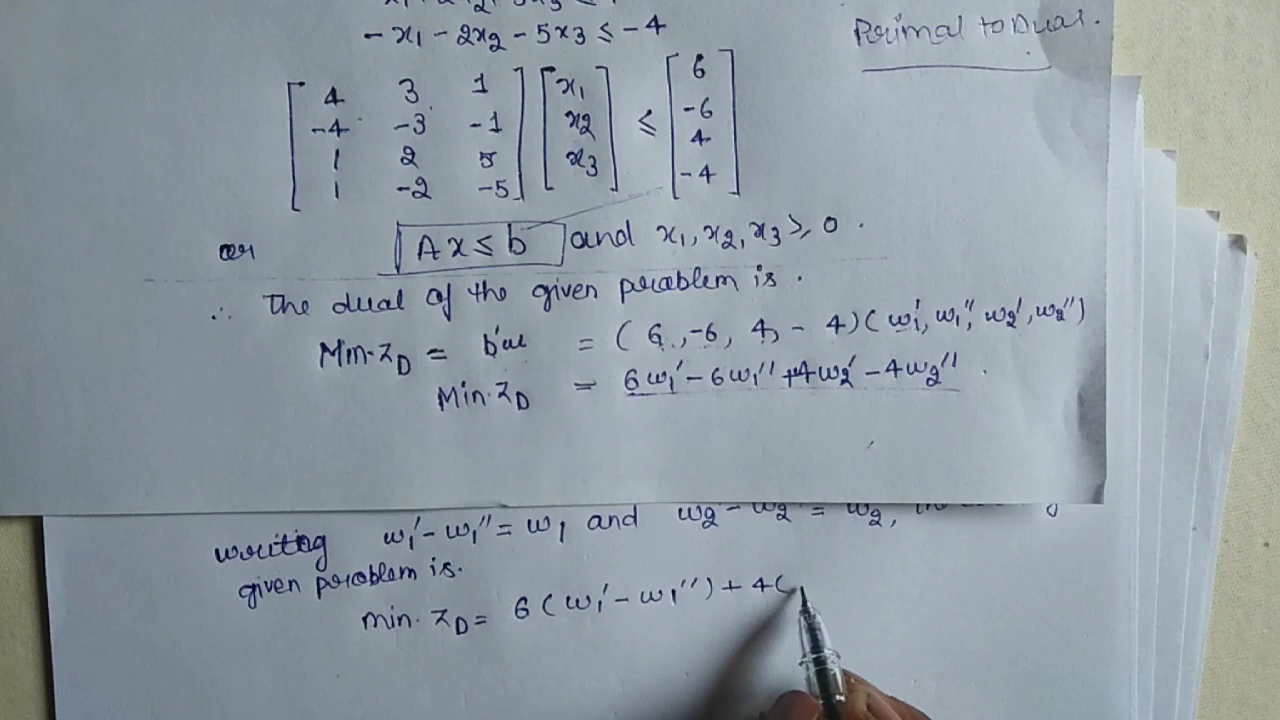 Primal to Dual.
- x₁ - 2x₂ - 5x₃ ≤ -4
[ 4 3 1 ] [ x₁ ] [ 6 ]
[ -4 -3 -1 ] [ x₂ ] ≤ [ -6 ]
[ 1 2 5 ] [ x₃ ] [ 4 ]
[ 1 -2 -5 ] [ -4 ]
or Ax ≤ b and x₁, x₂, x₃ ≥ 0.
∴ The dual of the given problem is.
Min. Z_D = b'w = (6, -6, 4, -4)(w₁', w₁'', w₂', w₂'')
Min. Z_D = 6w₁' - 6w₁'' + 4w₂' - 4w₂''.
writing w₁' - w₁'' = w₁ and w₂ - w₂ = w₂,
given problem is.
min. Z_D = 6(w₁' - w₁'') + 4(